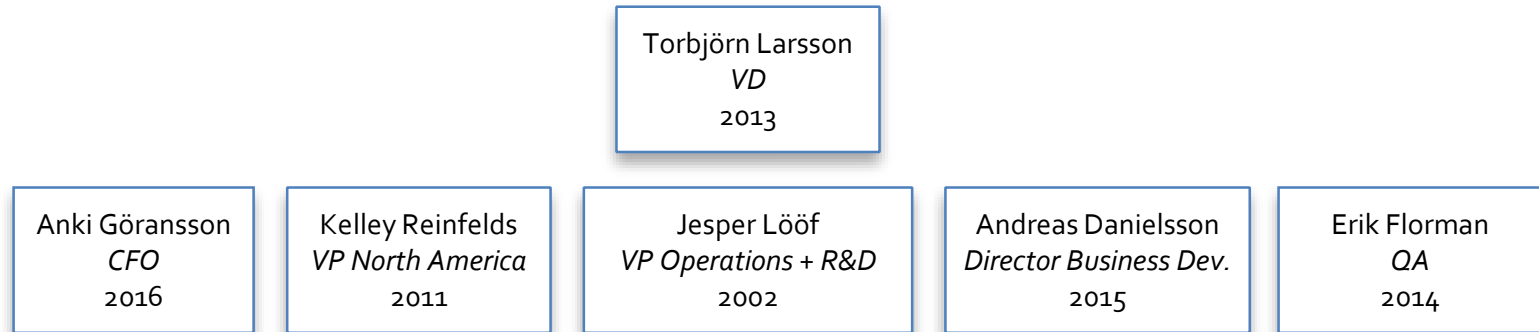 Torbjörn Larsson
VD
2013
Anki Göransson
CFO
2016
Kelley Reinfelds
VP North America
2011
Jesper Lööf
VP Operations + R&D
2002
Andreas Danielsson
Director Business Dev.
2015
Erik Florman
QA
2014